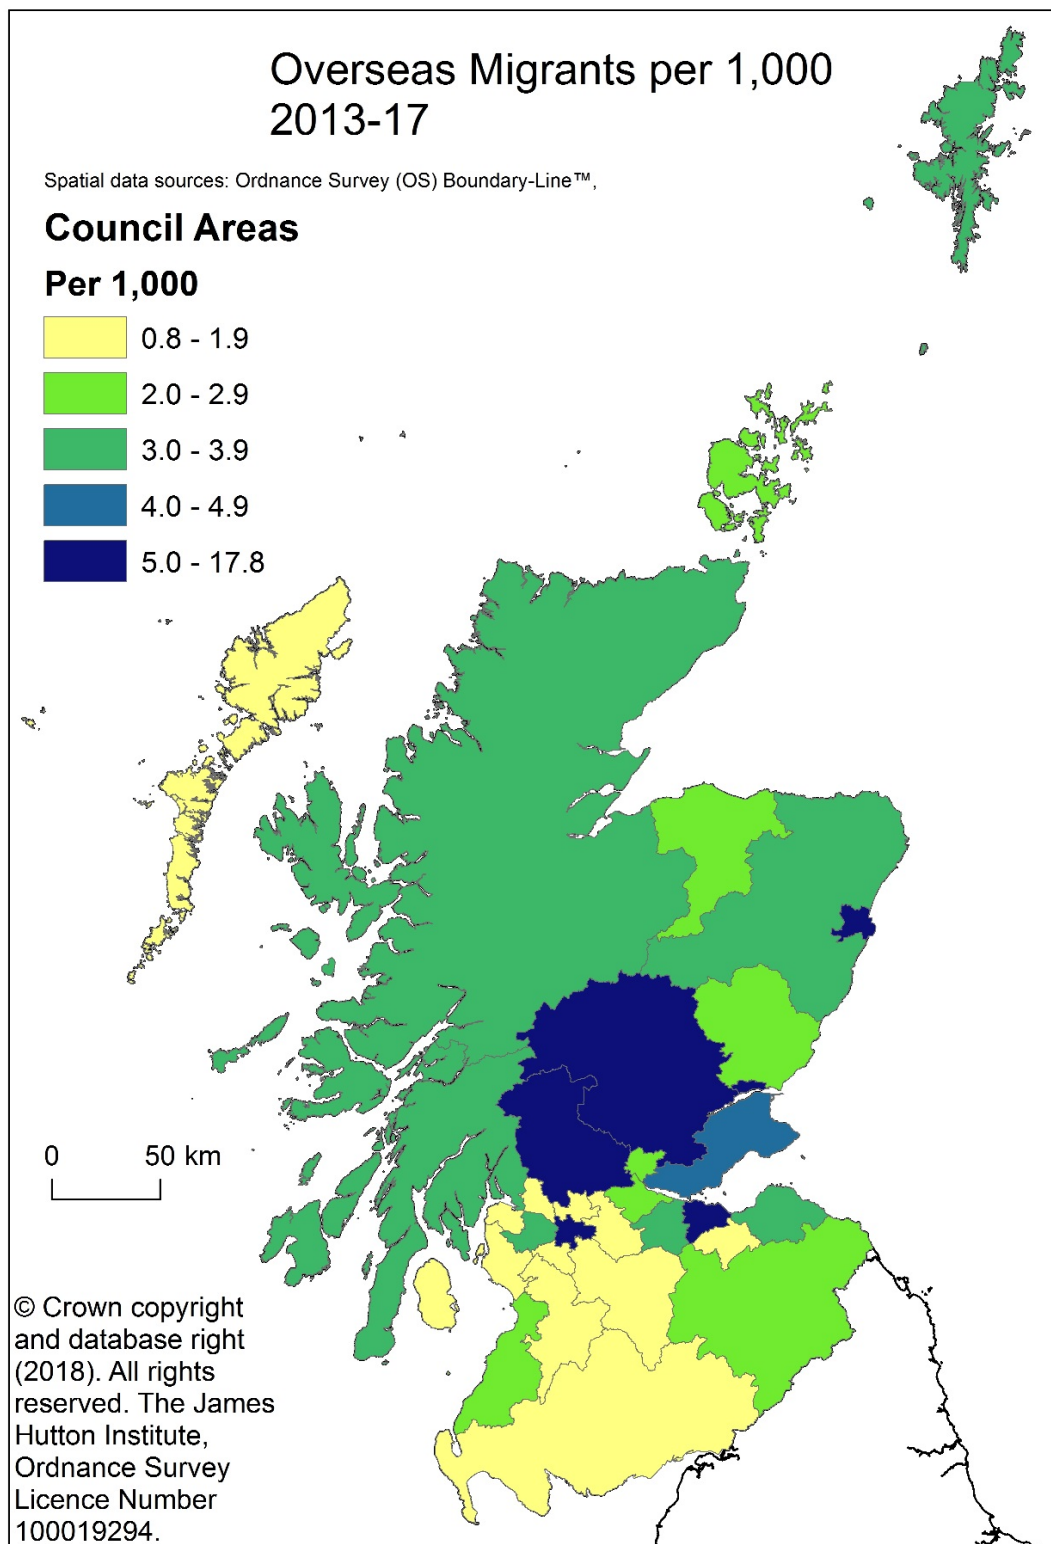 Overseas Migrants per 1,000
2013-17
Spatial data sources: Ordnance Survey (OS) Boundary-Line™,
Council Areas
Per 1,000
0.8 - 1.9
2.0 - 2.9
3.0 - 3.9
4.0 - 4.9
5.0 - 17.8
0 50 km
© Crown copyright
and database right
(2018). All rights
reserved. The James
Hutton Institute,
Ordnance Survey
Licence Number
100019294.